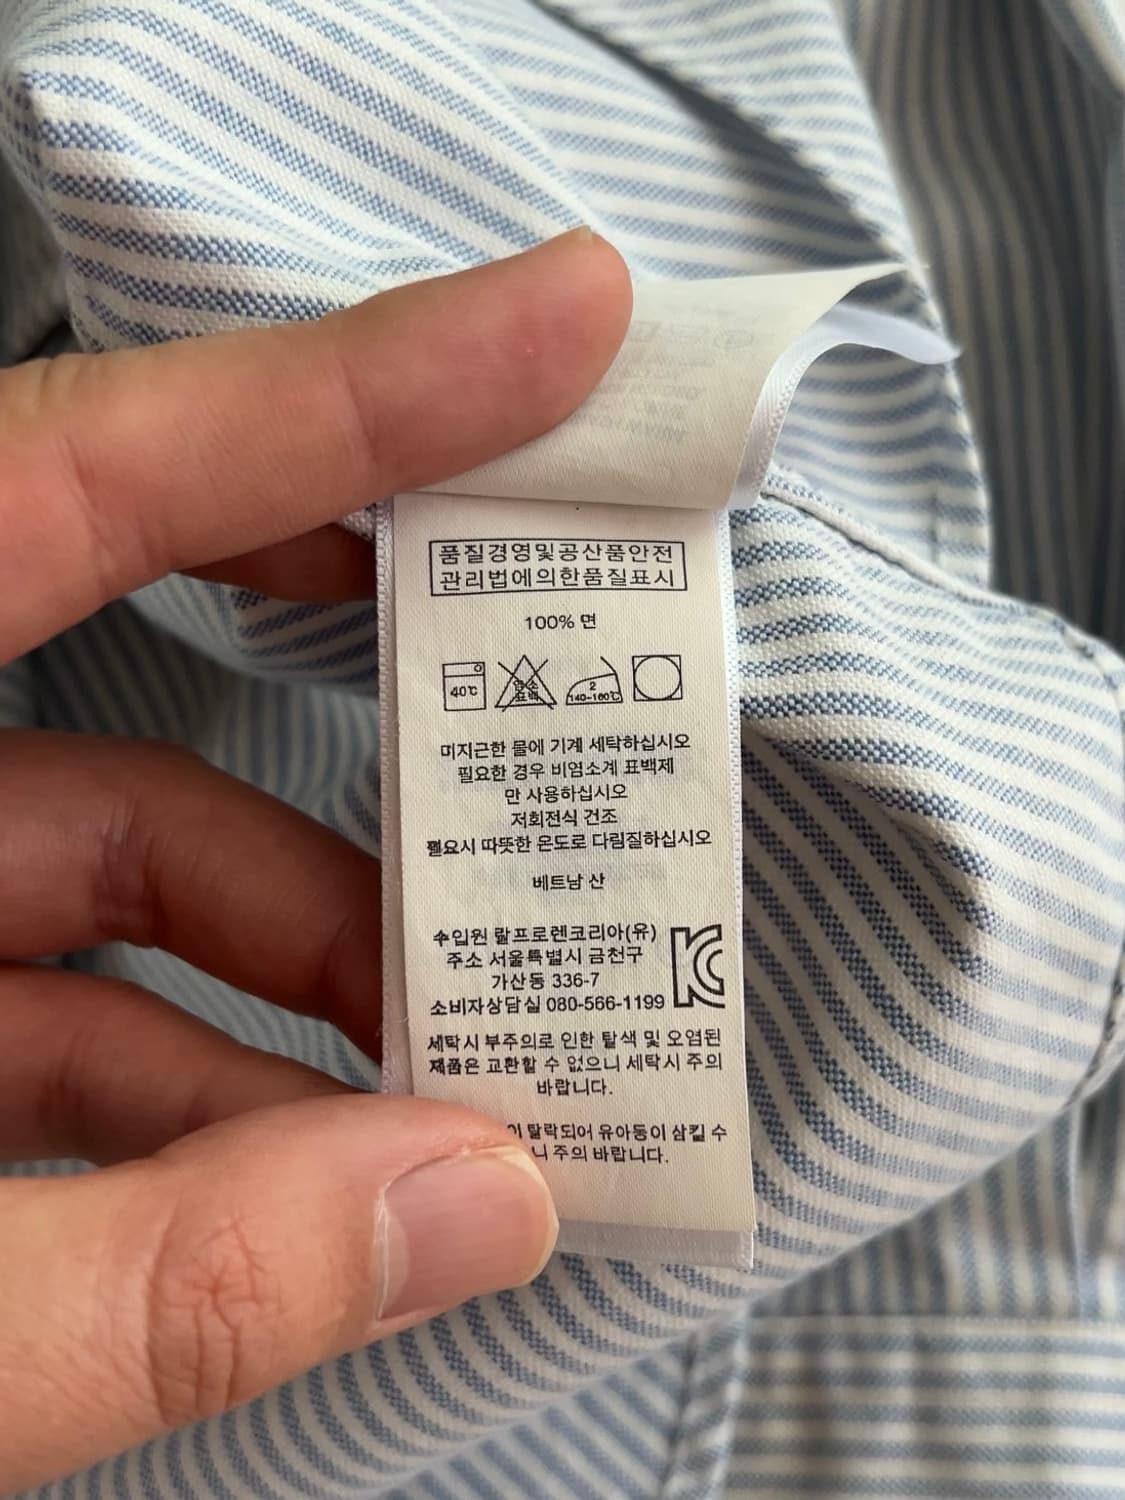 품질경영및공산품안전
관리법에의한품질표시
100% 면
40℃
염소
표백
2
140~160℃
미지근한 물에 기계 세탁하십시오
필요한 경우 비염소계 표백제
만 사용하십시오
저회전식 건조
필요시 따뜻한 온도로 다림질하십시오
베트남 산
수입원 랄프로렌코리아(유)
주소 서울특별시 금천구
가산동 336-7
소비자상담실 080-566-1199
KC
세탁시 부주의로 인한 탈색 및 오염된
제품은 교환할 수 없으니 세탁시 주의
바랍니다.
이 탈락되어 유아동이 삼킬 수
니 주의 바랍니다.